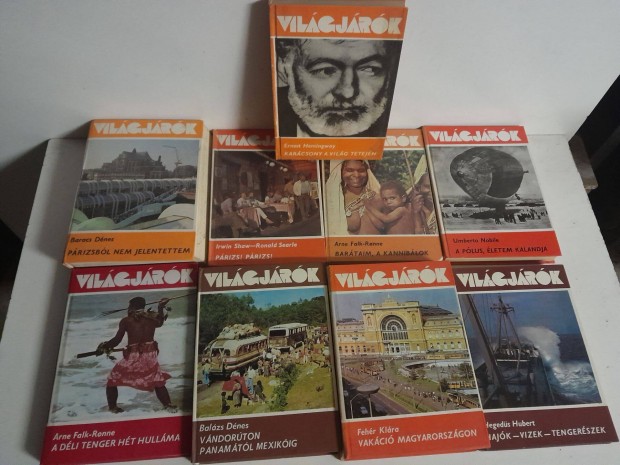 VILÁGJÁRÓK
Ernest Hemingway
KARÁCSONY A VILÁG TETEJÉN
VILÁGJÁRÓK
Baracs Dénes
PÁRIZSBÓL NEM JELENTETTEM
VILÁGJÁRÓK
Irwin Shaw—Ronald Searle
PÁRIZS! PÁRIZS!
VILÁGJÁRÓK
Arne Falk-Rønne
BARÁTAIM, A KANNIBÁLOK
VILÁGJÁRÓK
Umberto Nobile
A PÓLUS, ÉLETEM KALANDJA
VILÁGJÁRÓK
Arne Falk-Rønne
A DÉLI TENGER HÉT HULLÁMA
VILÁGJÁRÓK
Balázs Dénes
VÁNDORÚTON
PANAMÁTÓL MEXIKÓIG
VILÁGJÁRÓK
Fehér Klára
VAKÁCIÓ MAGYARORSZÁGON
VILÁGJÁRÓK
Hegedüs Hubert
HAJÓK—VIZEK—TENGERÉSZEK